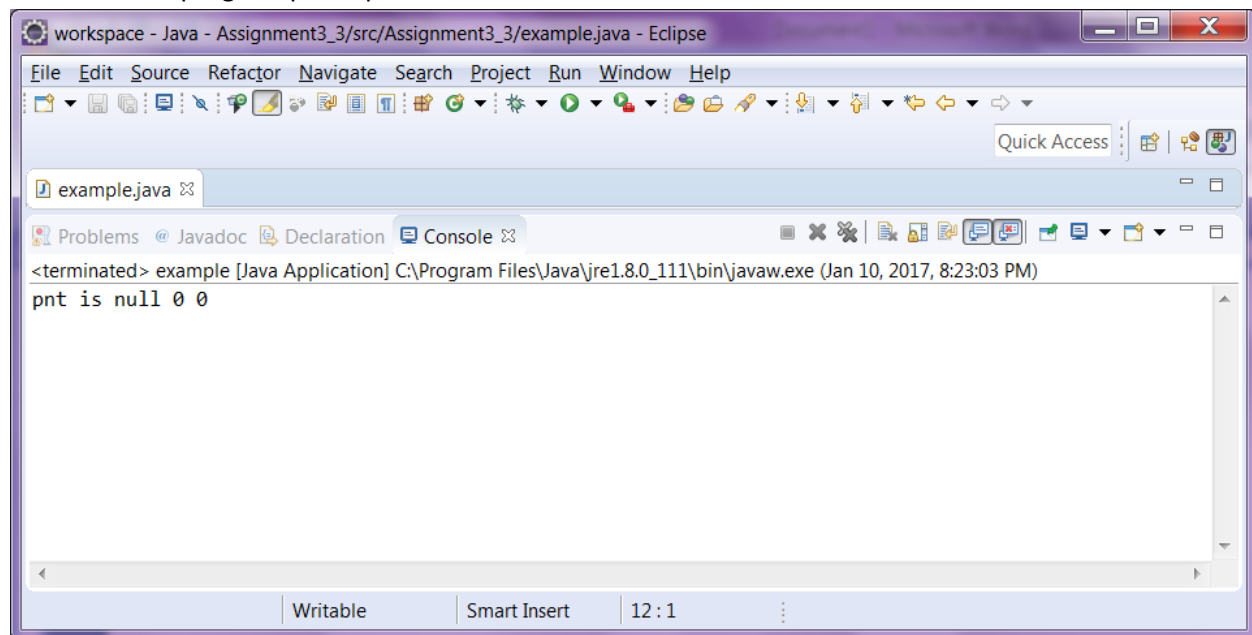 workspace - Java - Assignment3_3/src/Assignment3_3/example.java - Eclipse
File Edit Source Refactor Navigate Search Project Run Window Help
Quick Access
example.java
Problems @ Javadoc Declaration Console
<terminated> example [Java Application] C:\Program Files\Java\jre1.8.0_111\bin\javaw.exe (Jan 10, 2017, 8:23:03 PM)
pnt is null 0 0
Writable Smart Insert 12 : 1